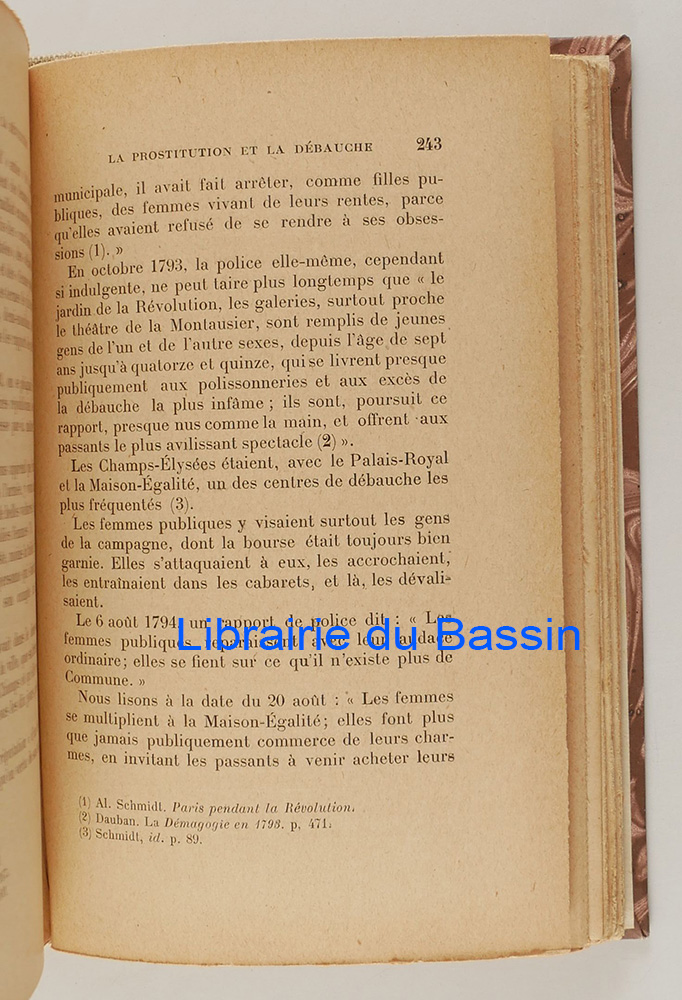 LA PROSTITUTION ET LA DÉBAUCHE 243
municipale, il avait fait arrêter, comme filles pu-
bliques, des femmes vivant de leurs rentes, parce
qu'elles avaient refusé de se rendre à ses obses-
sions (1). »
En octobre 1793, la police elle-même, cependant
si indulgente, ne peut taire plus longtemps que « le
jardin de la Révolution, les galeries, surtout proche
le théâtre de la Montausier, sont remplis de jeunes
gens de l'un et de l'autre sexes, depuis l'âge de sept
ans jusqu'à quatorze et quinze, qui se livrent presque
publiquement aux polissonneries et aux excès de
la débauche la plus infâme ; ils sont, poursuit ce
rapport, presque nus comme la main, et offrent aux
passants le plus avilissant spectacle (2) ».
Les Champs-Élysées étaient, avec le Palais-Royal
et la Maison-Égalité, un des centres de débauche les
plus fréquentés (3).
Les femmes publiques y visaient surtout les gens
de la campagne, dont la bourse était toujours bien
garnie. Elles s'attaquaient à eux, les accrochaient,
les entraînaient dans les cabarets, et là, les dévali-
saient.
Le 6 août 1794, un rapport de police dit : « Les
femmes publiques reparaissent avec leur audace
ordinaire ; elles se fient sur ce qu'il n'existe plus de
Commune. »
Nous lisons à la date du 20 août : « Les femmes
se multiplient à la Maison-Égalité ; elles font plus
que jamais publiquement commerce de leurs char-
mes, en invitant les passants à venir acheter leurs
(1) Al. Schmidt. Paris pendant la Révolution.
(2) Dauban. La Démagogie en 1793. p. 471.
(3) Schmidt, id. p. 89.
Librairie du Bassin